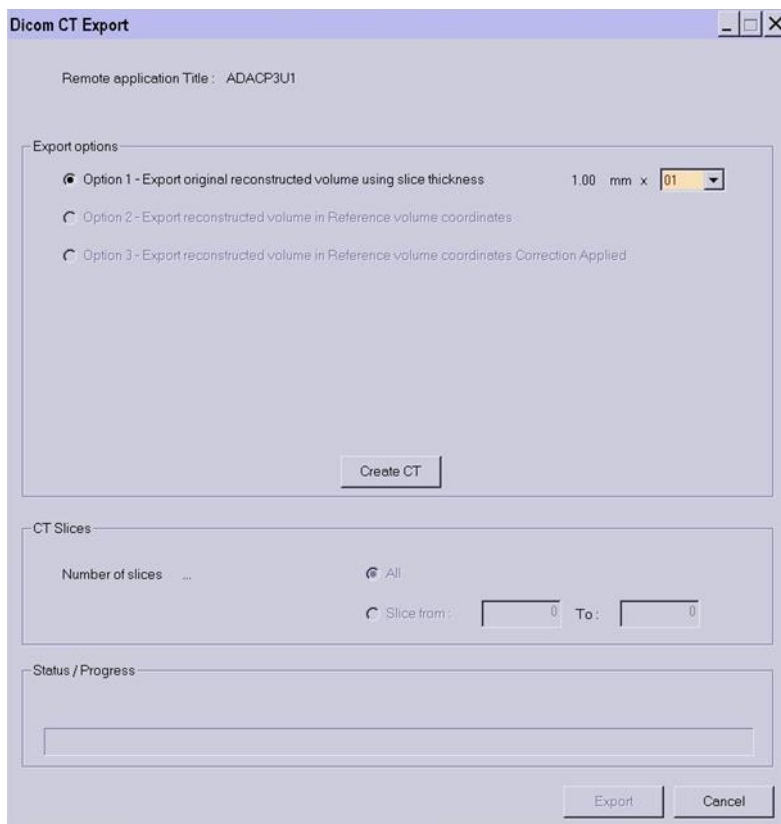 Dicom CT Export
Remote application Title : ADACP3U1
Export options
Option 1 - Export original reconstructed volume using slice thickness 1.00 mm x 01
Option 2 - Export reconstructed volume in Reference volume coordinates
Option 3 - Export reconstructed volume in Reference volume coordinates Correction Applied
Create CT
CT Slices
Number of slices ... All
Slice from : 0 To : 0
Status / Progress
Export Cancel